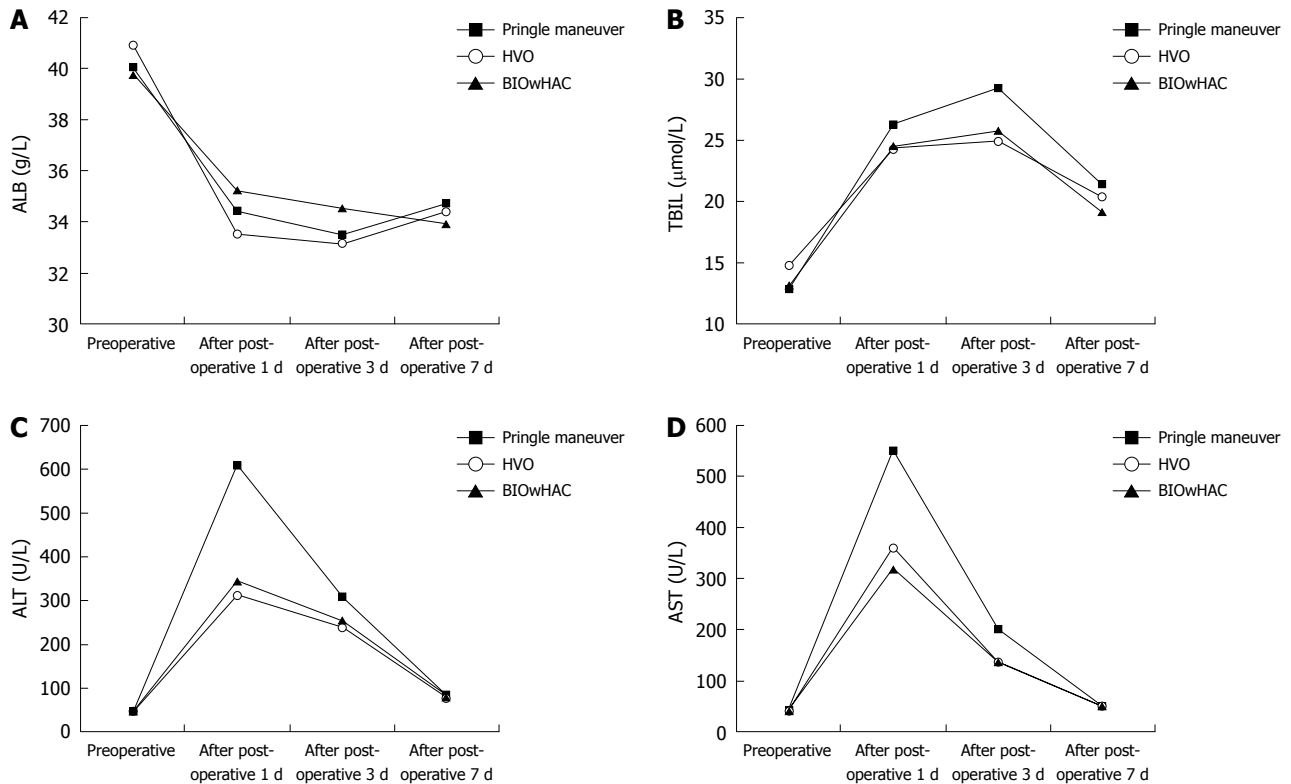 A
42
40
38
36
34
32
30
ALB (g/L)
Pringle maneuver
HVO
BIOwHAC
Preoperative
After post-
operative 1 d
After post-
operative 3 d
After post-
operative 7 d
B
35
30
25
20
15
10
TBIL (μmol/L)
Pringle maneuver
HVO
BIOwHAC
Preoperative
After post-
operative 1 d
After post-
operative 3 d
After post-
operative 7 d
C
700
600
500
400
300
200
100
0
ALT (U/L)
Pringle maneuver
HVO
BIOwHAC
Preoperative
After post-
operative 1 d
After post-
operative 3 d
After post-
operative 7 d
D
600
500
400
300
200
100
0
AST (U/L)
Pringle maneuver
HVO
BIOwHAC
Preoperative
After post-
operative 1 d
After post-
operative 3 d
After post-
operative 7 d